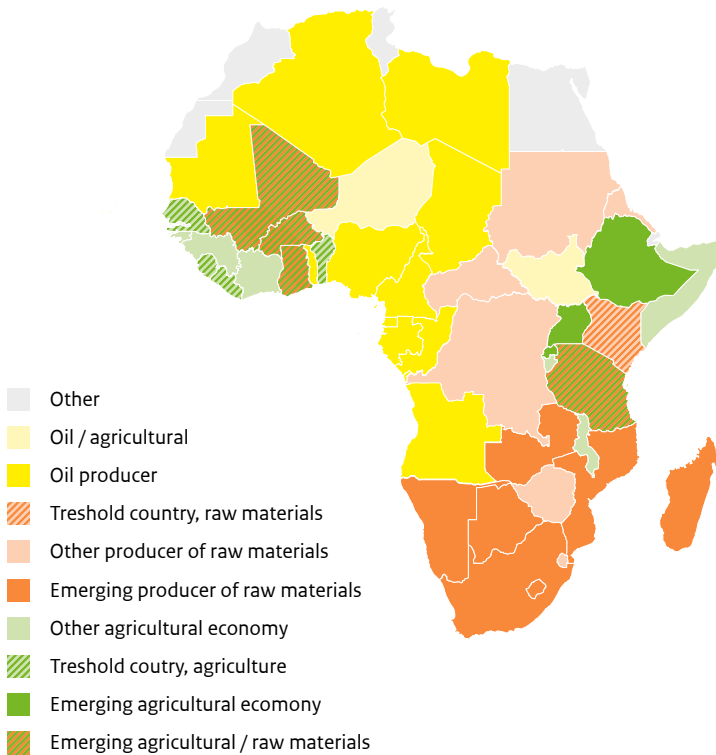 Other
Oil / agricultural
Oil producer
Treshold country, raw materials
Other producer of raw materials
Emerging producer of raw materials
Other agricultural economy
Treshold coutry, agriculture
Emerging agricultural ecomony
Emerging agricultural / raw materials